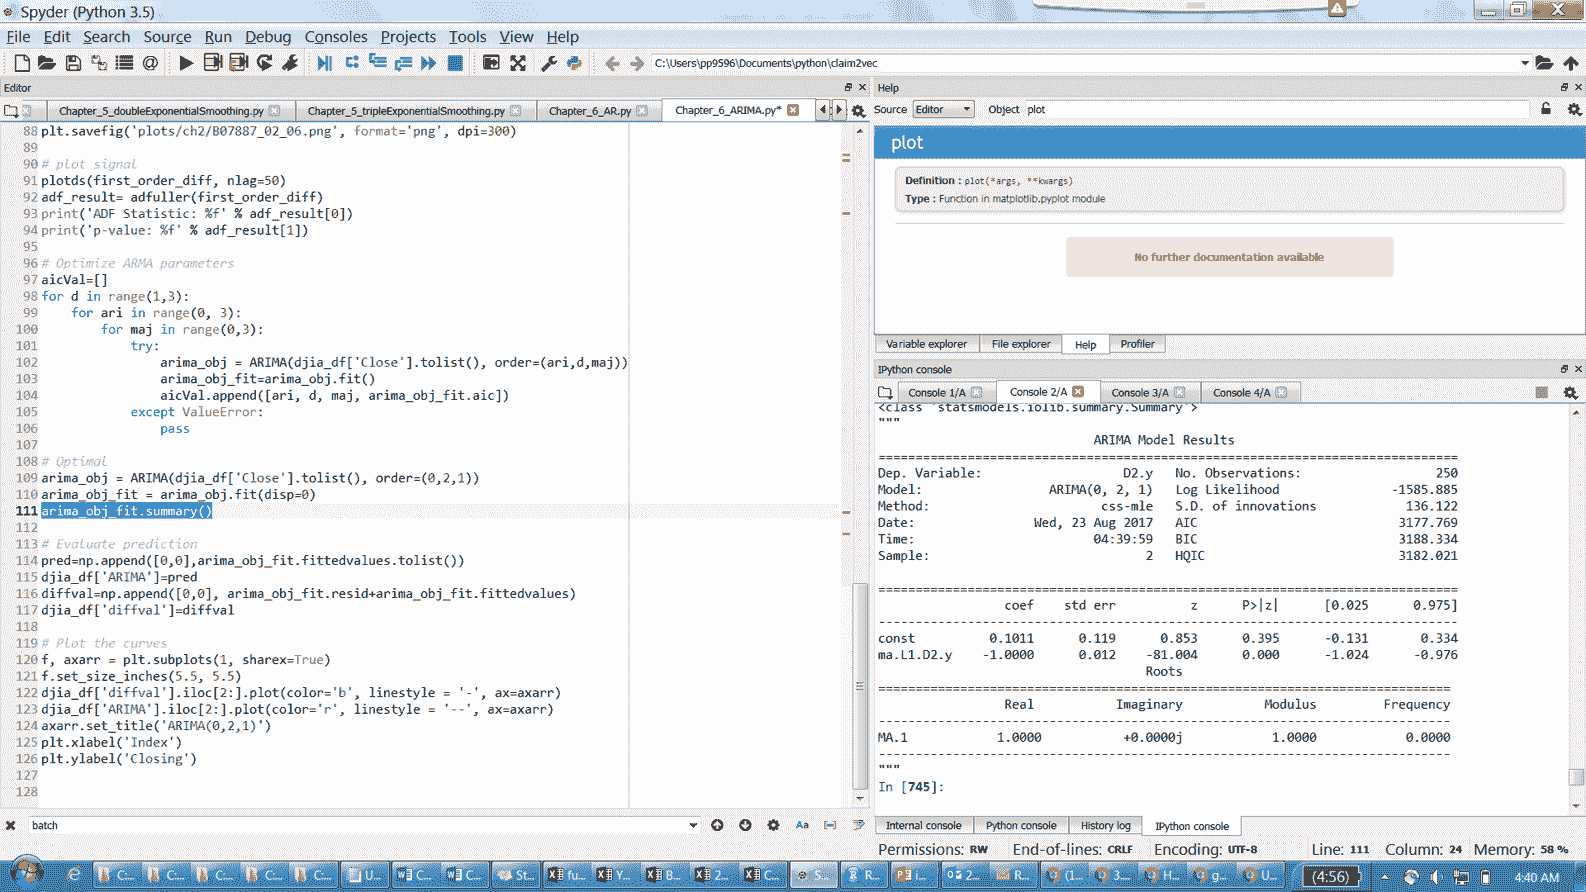 Spyder (Python 3.5)
File Edit Search Source Run Debug Consoles Projects Tools View Help
C:\Users\pp9596\Documents\python\claim2vec
Editor
Chapter_5_doubleExponentialSmoothing.py Chapter_5_tripleExponentialSmoothing.py Chapter_6_AR.py Chapter_6_ARIMA.py*
88 plt.savefig('plots/ch2/B07887_02_06.png', format='png', dpi=300)
89
90 # plot signal
91 plotds(first_order_diff, nlag=50)
92 adf_result= adfuller(first_order_diff)
93 print('ADF Statistic: %f' % adf_result[0])
94 print('p-value: %f' % adf_result[1])
95
96 # Optimize ARMA parameters
97 aicVal=[]
98 for d in range(1,3):
99     for ari in range(0, 3):
100         for maj in range(0,3):
101             try:
102                 arima_obj = ARIMA(djia_df['Close'].tolist(), order=(ari,d,maj))
103                 arima_obj_fit=arima_obj.fit()
104                 aicVal.append([ari, d, maj, arima_obj_fit.aic])
105             except ValueError:
106                 pass
107
108 # Optimal
109 arima_obj = ARIMA(djia_df['Close'].tolist(), order=(0,2,1))
110 arima_obj_fit = arima_obj.fit(disp=0)
111 arima_obj_fit.summary()
112
113 # Evaluate prediction
114 pred=np.append([0,0],arima_obj_fit.fittedvalues.tolist())
115 djia_df['ARIMA']=pred
116 diffval=np.append([0,0], arima_obj_fit.resid+arima_obj_fit.fittedvalues)
117 djia_df['diffval']=diffval
118
119 # Plot the curves
120 f, axarr = plt.subplots(1, sharex=True)
121 f.set_size_inches(5.5, 5.5)
122 djia_df['diffval'].iloc[2:].plot(color='b', linestyle = '-', ax=axarr)
123 djia_df['ARIMA'].iloc[2:].plot(color='r', linestyle = '--', ax=axarr)
124 axarr.set_title('ARIMA(0,2,1)')
125 plt.xlabel('Index')
126 plt.ylabel('Closing')
127
128
batch Aa
Help
Source Editor Object plot
plot
Definition : plot(*args, **kwargs)
Type : Function in matplotlib.pyplot module
No further documentation available
Variable explorer File explorer Help Profiler
IPython console
Console 1/A Console 2/A Console 3/A Console 4/A
<class 'statsmodels.iolib.summary.Summary'>
"""
ARIMA Model Results
==============================================================================
Dep. Variable: D2.y No. Observations: 250
Model: ARIMA(0, 2, 1) Log Likelihood -1585.885
Method: css-mle S.D. of innovations 136.122
Date: Wed, 23 Aug 2017 AIC 3177.769
Time: 04:39:59 BIC 3188.334
Sample: 2 HQIC 3182.021
==============================================================================
coef std err z P>|z| [0.025 0.975]
------------------------------------------------------------------------------
const 0.1011 0.119 0.853 0.395 -0.131 0.334
ma.L1.D2.y -1.0000 0.012 -81.004 0.000 -1.024 -0.976
Roots
=============================================================================
Real Imaginary Modulus Frequency
-----------------------------------------------------------------------------
MA.1 1.0000 +0.0000j 1.0000 0.0000
-----------------------------------------------------------------------------
"""
In [745]:
Internal console Python console History log IPython console
Permissions: RW End-of-lines: CRLF Encoding: UTF-8 Line: 111 Column: 24 Memory: 58 %
C:... C:... C:... C:... C:... U... C... C... St... fu... Y... B... 2... C... S... R... i... 2... R... (1... 3... H... g... U... (4:56) 4:40 AM